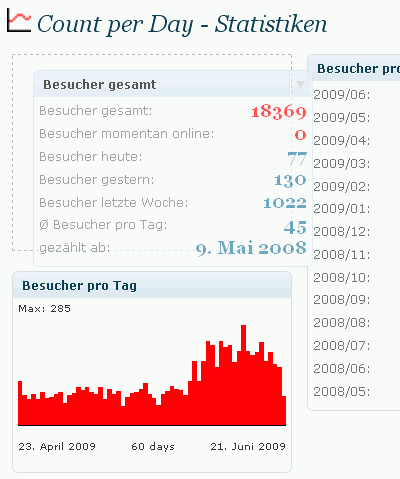 Count per Day - Statistiken
Besucher gesamt
Besucher gesamt: 18369
Besucher momentan online: 0
Besucher heute: 77
Besucher gestern: 130
Besucher letzte Woche: 1022
Ø Besucher pro Tag: 45
gezählt ab: 9. Mai 2008
Besucher pro Tag
Max: 285
23. April 2009 60 days 21. Juni 2009
Besucher pro
2009/06:
2009/05:
2009/04:
2009/03:
2009/02:
2009/01:
2008/12:
2008/11:
2008/10:
2008/09:
2008/08:
2008/07:
2008/06:
2008/05: